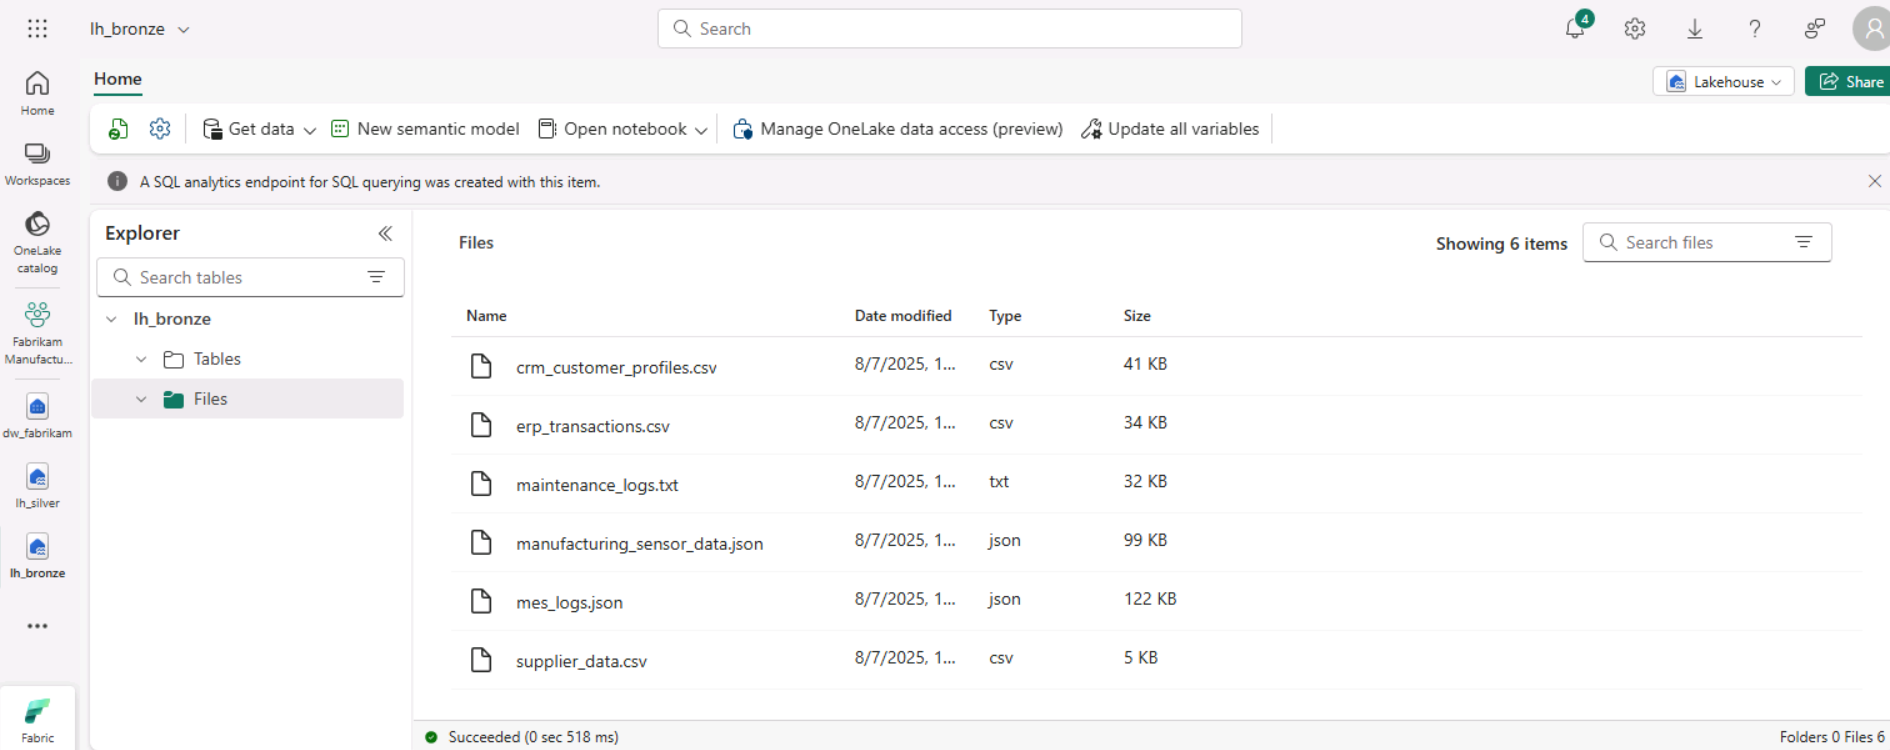 lh_bronze
Search
4
Home
Lakehouse
Share
Get data
New semantic model
Open notebook
Manage OneLake data access (preview)
Update all variables
A SQL analytics endpoint for SQL querying was created with this item.
Home
Workspaces
OneLake
catalog
Fabrikam
Manufactu...
dw_fabrikam
lh_silver
lh_bronze
Fabric
Explorer
Search tables
lh_bronze
Tables
Files
Files
Showing 6 items
Search files
Name Date modified Type Size
crm_customer_profiles.csv 8/7/2025, 1... csv 41 KB
erp_transactions.csv 8/7/2025, 1... csv 34 KB
maintenance_logs.txt 8/7/2025, 1... txt 32 KB
manufacturing_sensor_data.json 8/7/2025, 1... json 99 KB
mes_logs.json 8/7/2025, 1... json 122 KB
supplier_data.csv 8/7/2025, 1... csv 5 KB
Succeeded (0 sec 518 ms)
Folders 0 Files 6